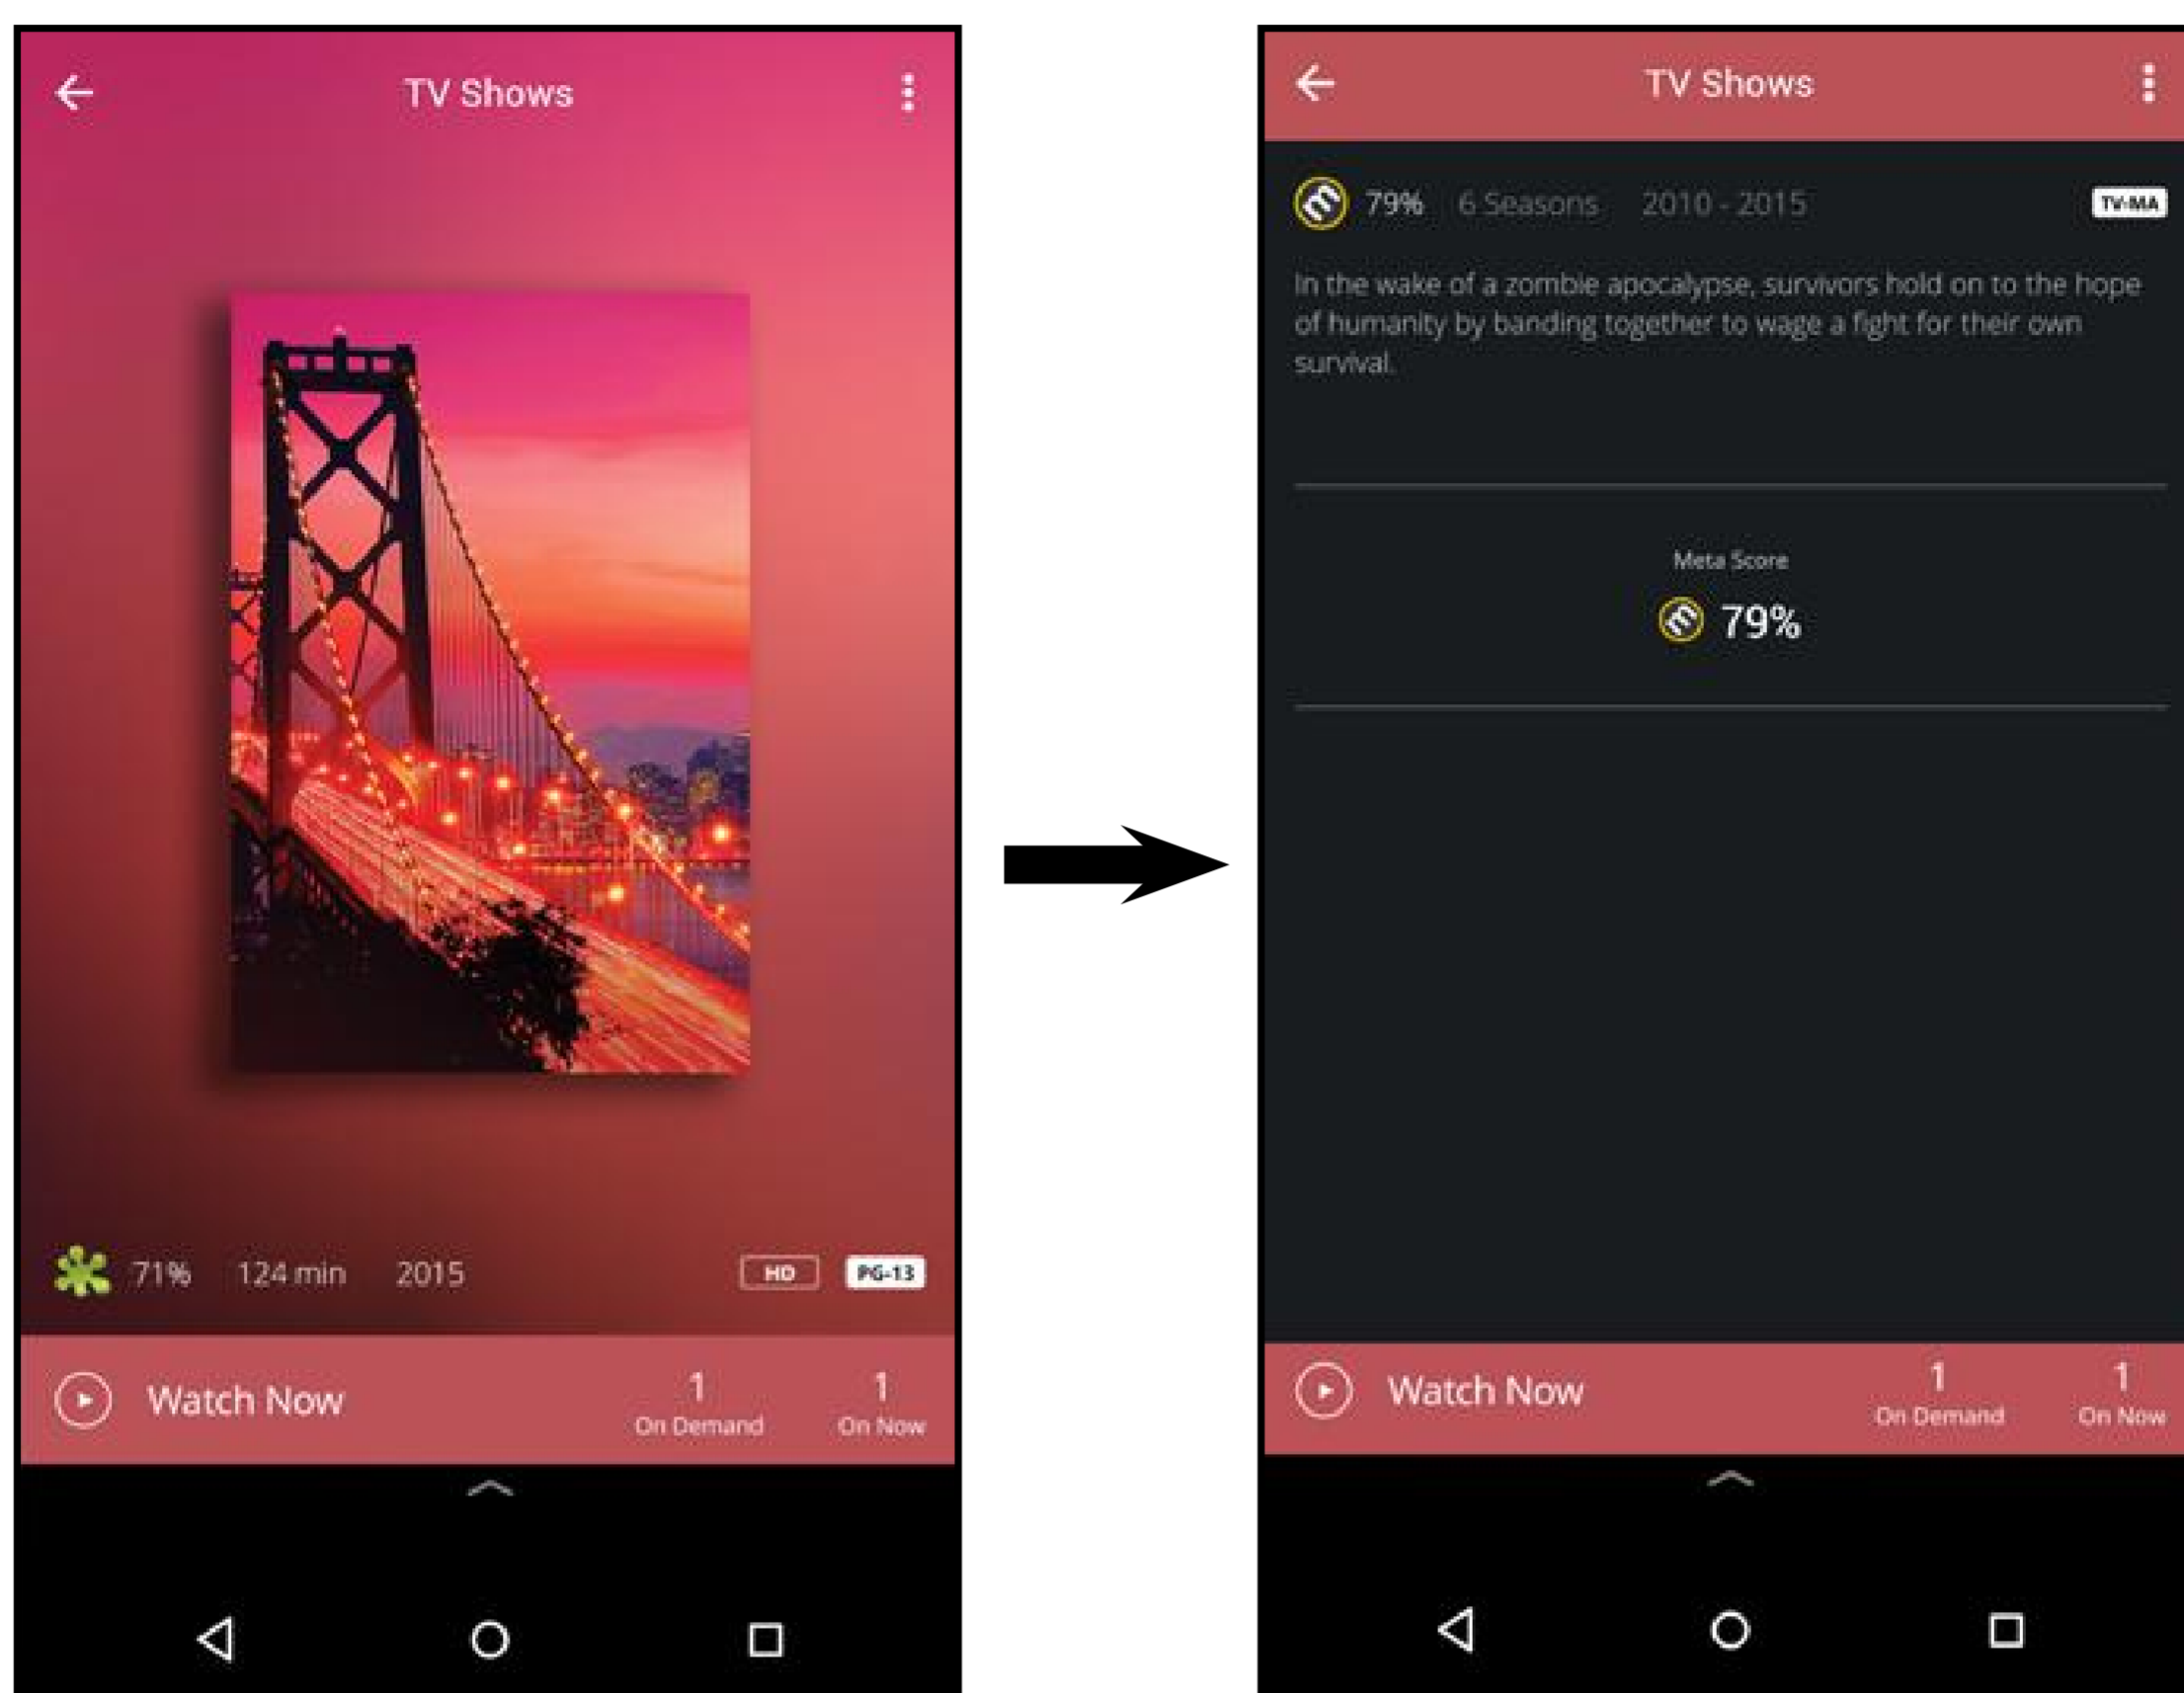 TV Shows
71% 124 min 2015 HD PG-13
Watch Now
1 On Demand
1 On Now
TV Shows
79% 6 Seasons 2010 - 2015 TV-MA
In the wake of a zombie apocalypse, survivors hold on to the hope
of humanity by banding together to wage a fight for their own
survival.
Meta Score
79%
Watch Now
1 On Demand
1 On Now